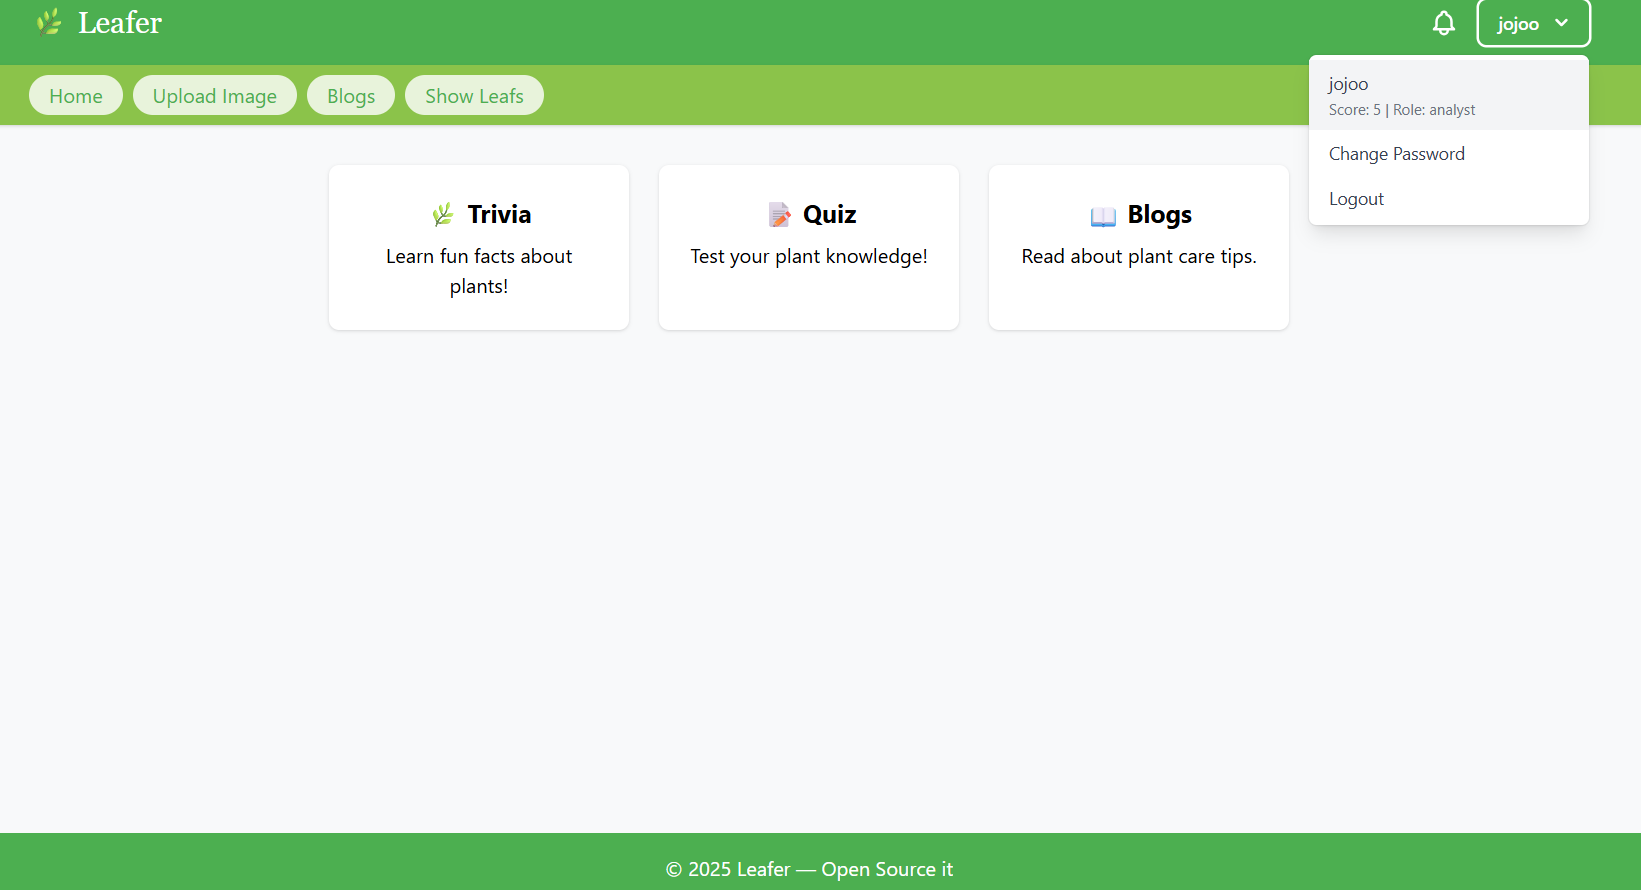 Leafer
jojoo
Home
Upload Image
Blogs
Show Leafs
jojoo
Score: 5 | Role: analyst
Change Password
Logout
Trivia
Learn fun facts about
plants!
Quiz
Test your plant knowledge!
Blogs
Read about plant care tips.
© 2025 Leafer — Open Source it